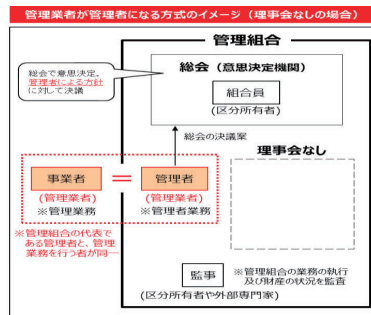 管理業者が管理者になる方式のイメージ（理事会なしの場合）
管理組合
総会で意思決定。
管理者による方針
に対して決議
総会（意思決定機関）
組合員
（区分所有者）
総会の決議案
理事会なし
事業者
＝
管理者
（管理業者）
※管理業務
（管理業者）
※管理者業務
※管理組合の代表で
ある管理者と、管理
業務を行う者が同一
監事
（区分所有者や外部専門家）
※管理組合の業務の執行
及び財産の状況を監査